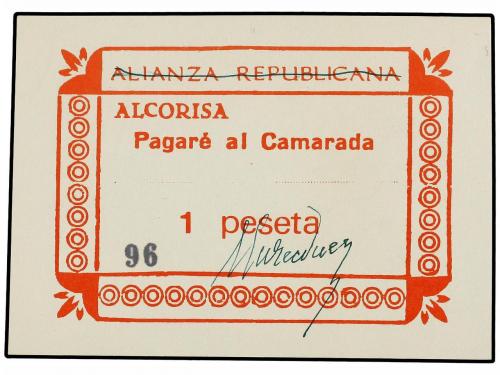 ALIANZA REPUBLICANA
ALCORISA
Pagaré al Camarada
1 peseta
96